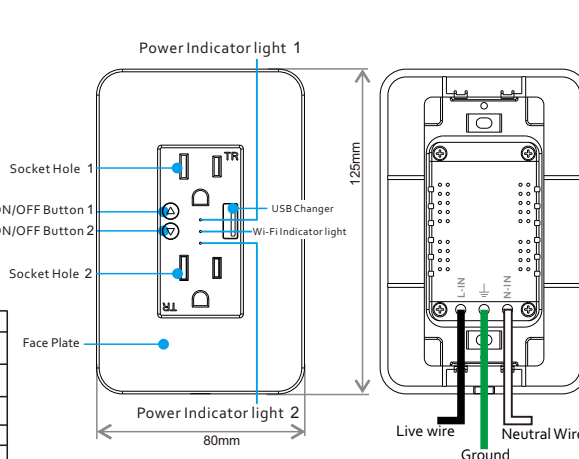 Power Indicator light 1
Socket Hole 1
TR
ON/OFF Button 1
USB Changer
ON/OFF Button 2
Wi-Fi Indicator light
Socket Hole 2
TR
Face Plate
Power Indicator light 2
80mm
125mm
L-IN
N-IN
Live wire
Neutral Wire
Ground